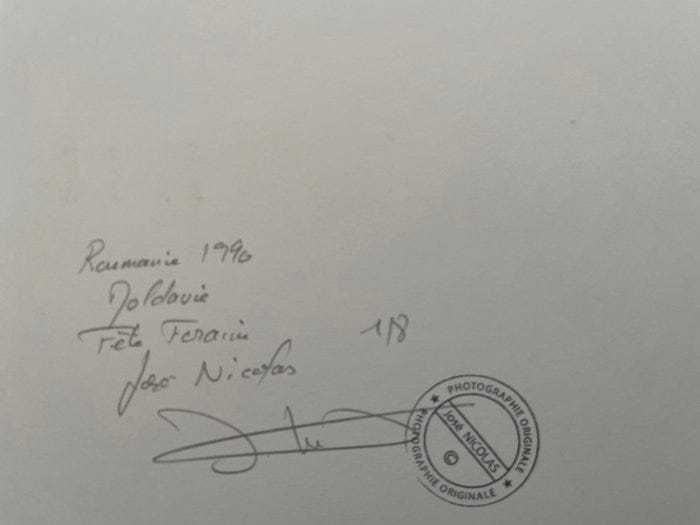 Roumanie 1990
Moldavie
Fête Foraine
1/8
José Nicolas
PHOTOGRAPHIE ORIGINALE
José NICOLAS
©
PHOTOGRAPHIE ORIGINALE